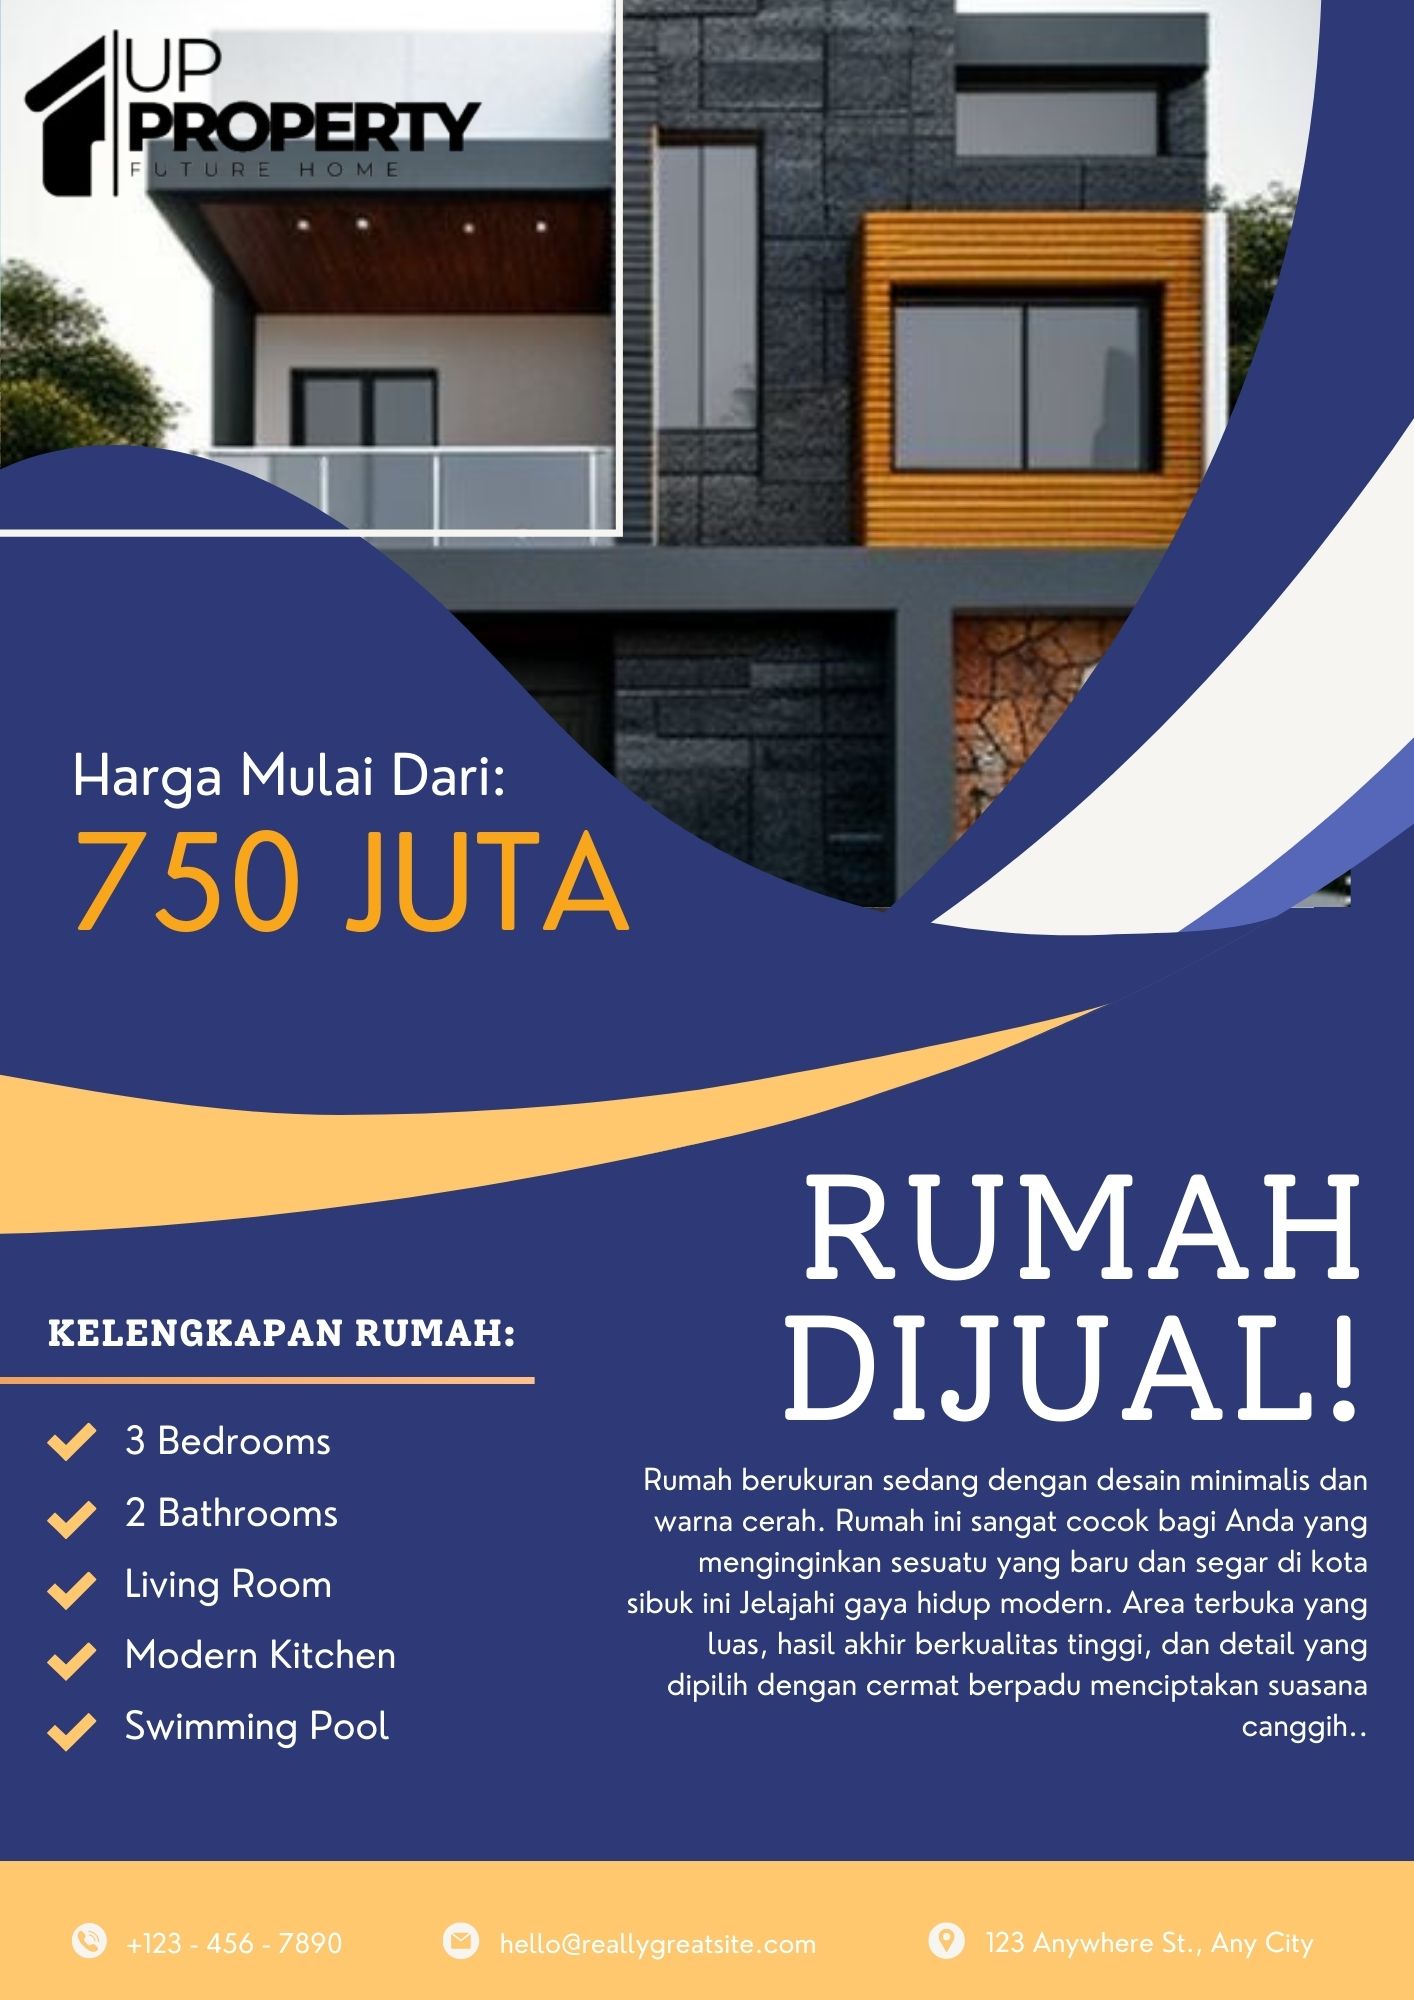 UP
PROPERTY
FUTURE HOME
Harga Mulai Dari:
750 JUTA
RUMAH
DIJUAL!
KELENGKAPAN RUMAH:
3 Bedrooms
2 Bathrooms
Living Room
Modern Kitchen
Swimming Pool
Rumah berukuran sedang dengan desain minimalis dan
warna cerah. Rumah ini sangat cocok bagi Anda yang
menginginkan sesuatu yang baru dan segar di kota
sibuk ini Jelajahi gaya hidup modern. Area terbuka yang
luas, hasil akhir berkualitas tinggi, dan detail yang
dipilih dengan cermat berpadu menciptakan suasana
canggih..
+123 - 456 - 7890
hello@reallygreatsite.com
123 Anywhere St., Any City